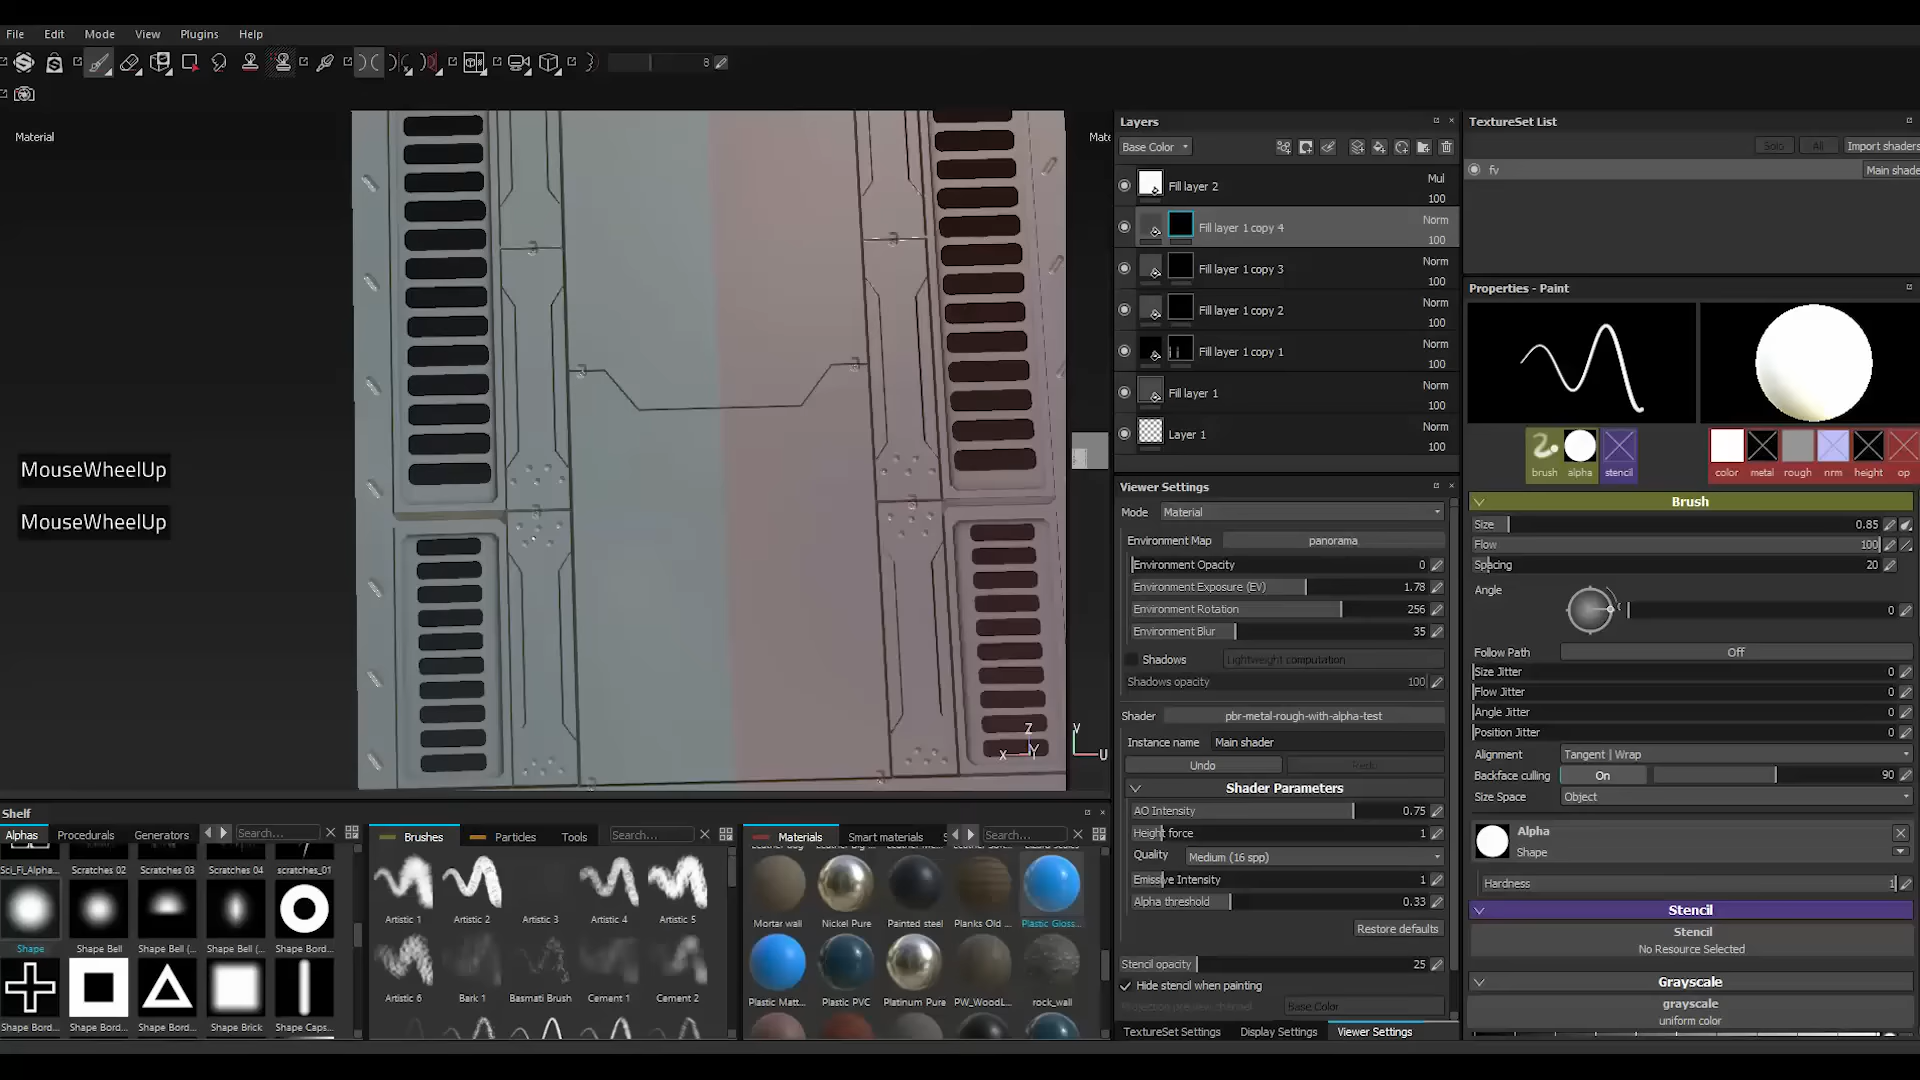 File Edit Mode View Plugins Help
8
Material
Mate
MouseWheelUp
MouseWheelUp
Z
X Y
V
U
Layers
Base Color
Fill layer 2 Mul 100
Fill layer 1 copy 4 Norm 100
Fill layer 1 copy 3 Norm 100
Fill layer 1 copy 2 Norm 100
Fill layer 1 copy 1 Norm 100
Fill layer 1 Norm 100
Layer 1 Norm 100
Viewer Settings
Mode Material
Environment Map panorama
Environment Opacity 0
Environment Exposure (EV) 1.78
Environment Rotation 256
Environment Blur 35
Shadows Lightweight computation
Shadows opacity 100
Shader pbr-metal-rough-with-alpha-test
Instance name Main shader
Undo Redo
Shader Parameters
AO Intensity 0.75
Height force 1
Quality Medium (16 spp)
Emissive Intensity 1
Alpha threshold 0.33
Restore defaults
Stencil opacity 25
Hide stencil when painting
Base Color
TextureSet Settings Display Settings Viewer Settings
TextureSet List
Solo All Import shaders
fv Main shade
Properties - Paint
brush alpha stencil color metal rough nrm height op
Brush
Size 0.85
Flow 100
Spacing 20
Angle 0
Follow Path Off
Size Jitter 0
Flow Jitter 0
Angle Jitter 0
Position Jitter 0
Alignment Tangent | Wrap
Backface culling On 90
Size Space Object
Alpha
Shape
Hardness 1
Stencil
Stencil
No Resource Selected
Grayscale
grayscale
uniform color
Shelf
Alphas Procedurals Generators Search...
Sci_Fi_Alpha... Scratches 02 Scratches 03 Scratches 04 scratches_01
Shape Shape Bell Shape Bell (... Shape Bell (... Shape Bord...
Shape Bord... Shape Bord... Shape Bord... Shape Brick Shape Caps...
Brushes Particles Tools Search...
Artistic 1 Artistic 2 Artistic 3 Artistic 4 Artistic 5
Artistic 6 Bark 1 Basmati Brush Cement 1 Cement 2
Materials Smart materials S Search...
Mortar wall Nickel Pure Painted steel Planks Old ... Plastic Gloss...
Plastic Matt... Plastic PVC Platinum Pure PW_WoodL... rock_wall